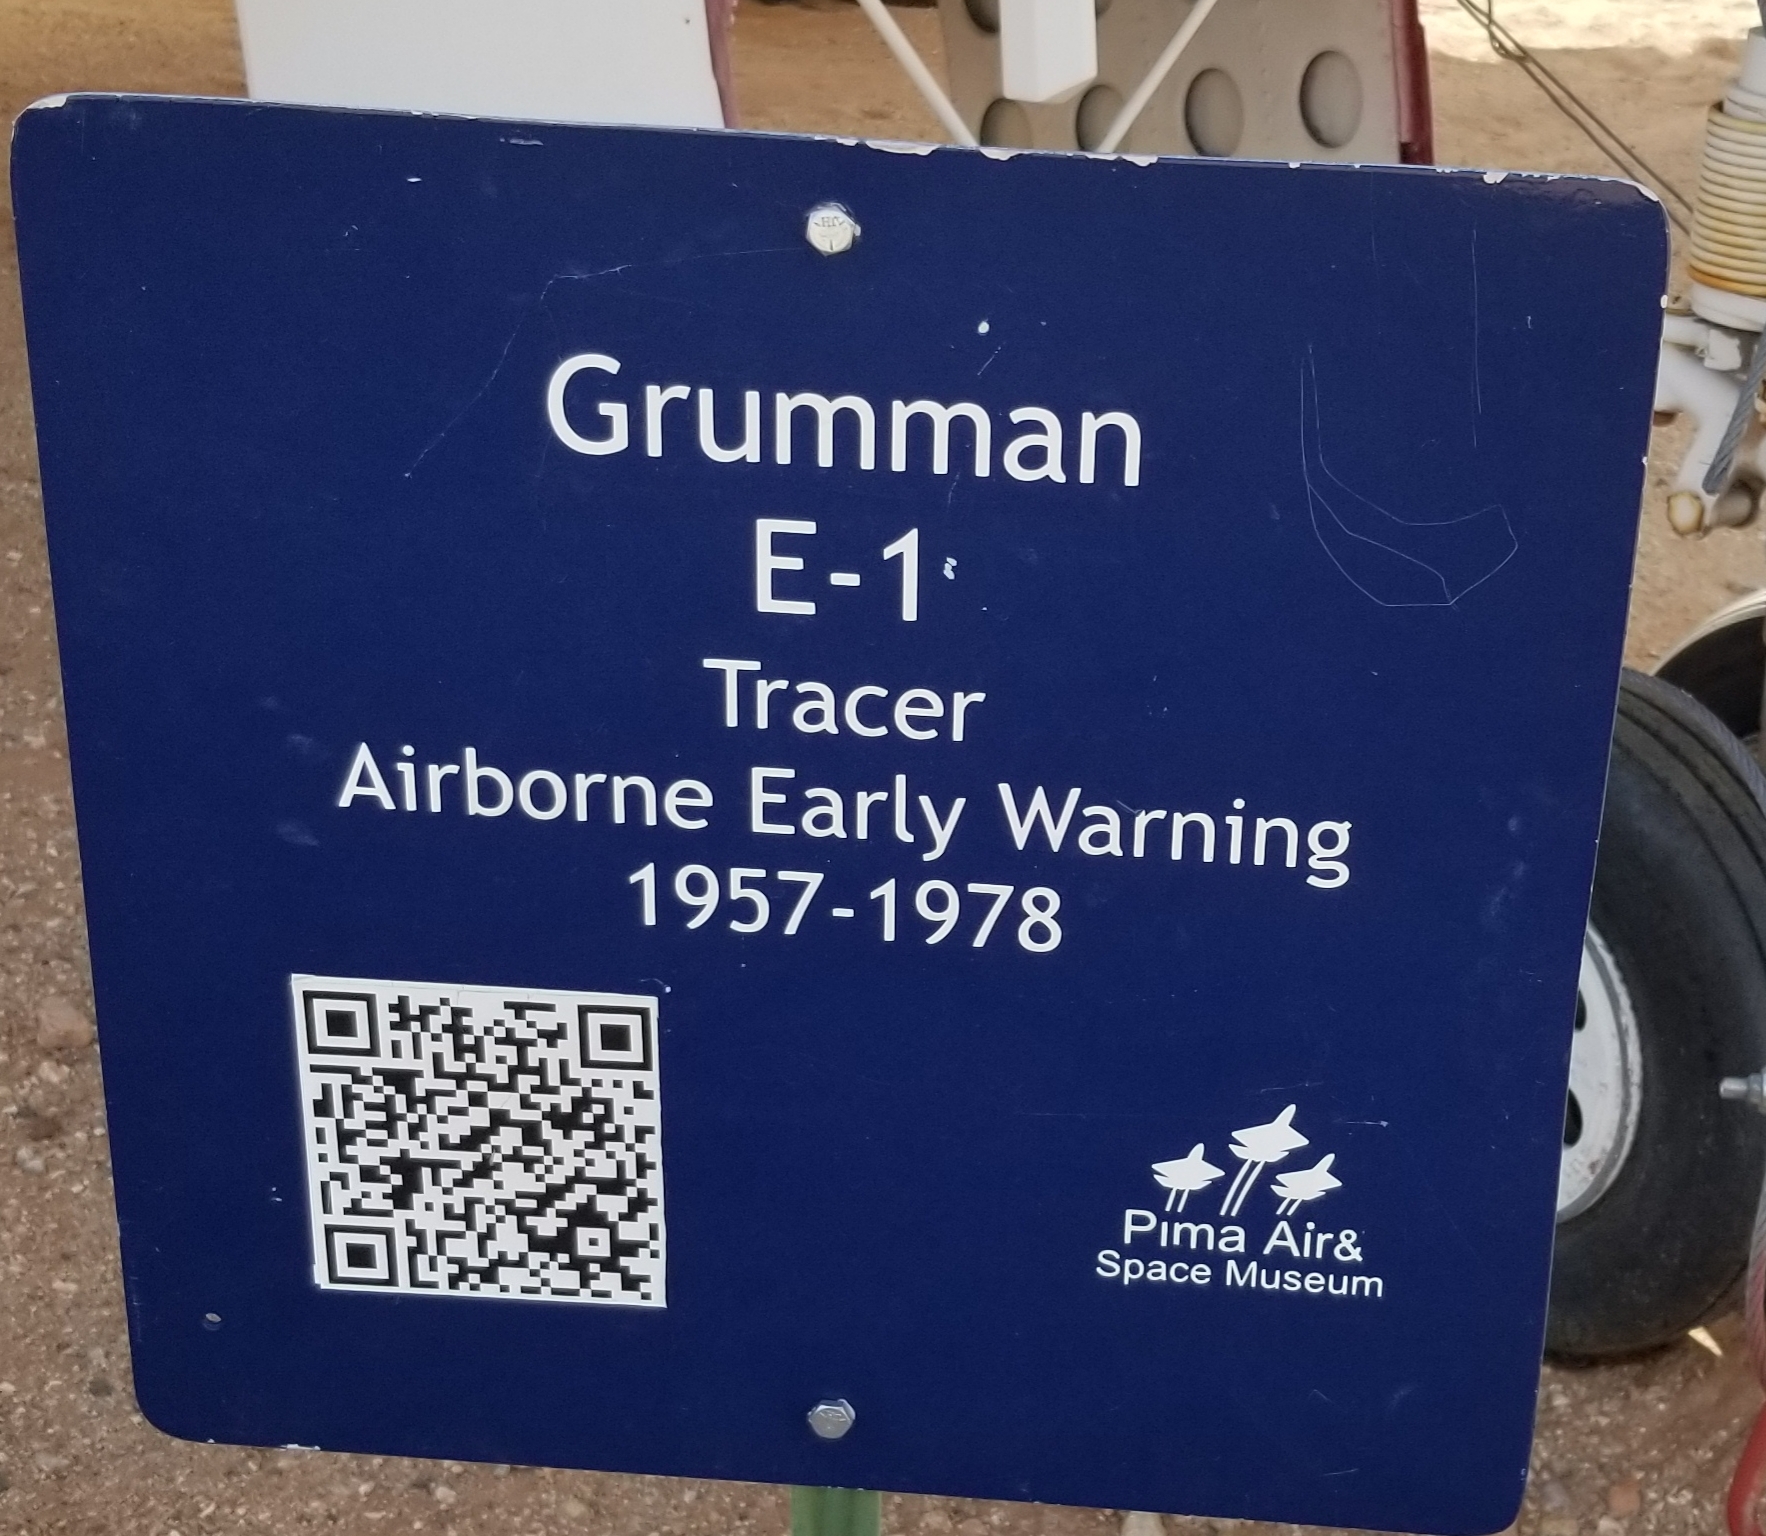 Grumman
E-1
Tracer
Airborne Early Warning
1957-1978
Pima Air&
Space Museum